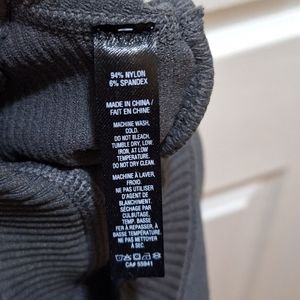 94% NYLON
6% SPANDEX
MADE IN CHINA /
FAIT EN CHINE
MACHINE WASH,
COLD.
DO NOT BLEACH.
TUMBLE DRY, LOW.
IRON, AT LOW
TEMPERATURE.
DO NOT DRY CLEAN.
MACHINE À LAVER,
FROID.
NE PAS UTILISER
D'AGENT DE
BLANCHIMENT.
SÉCHAGE PAR
CULBUTAGE,
TEMP. BASSE
FER À REPASSER, À
BASSE TEMPÉRATURE.
NE PAS NETTOYER
À SEC.
CA# 55941